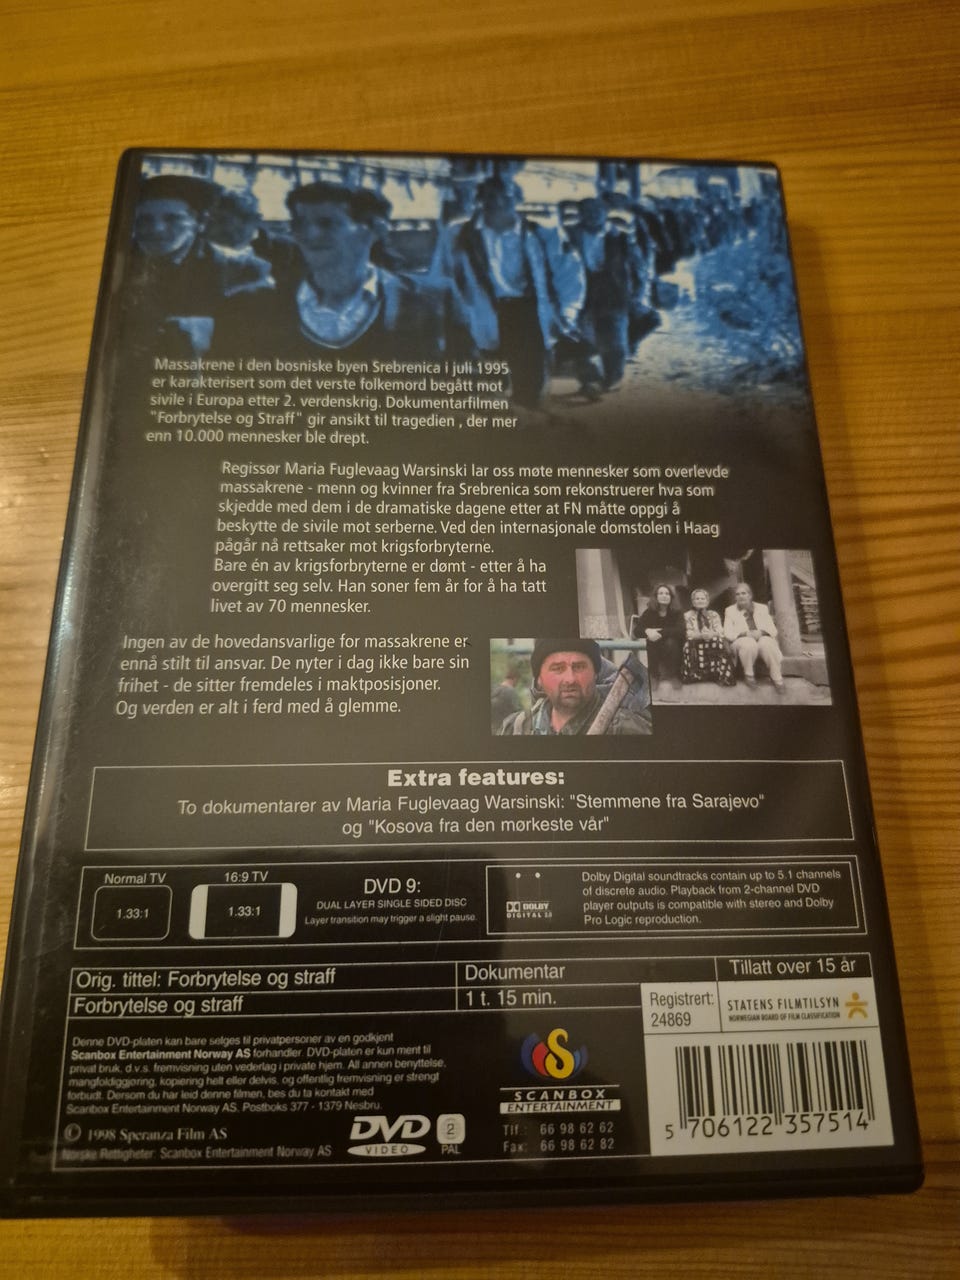 Massakrene i den bosniske byen Srebrenica i juli 1995
er karakterisert som det verste folkemord begått mot
sivile i Europa etter 2. verdenskrig. Dokumentarfilmen
"Forbrytelse og Straff" gir ansikt til tragedien , der mer
enn 10.000 mennesker ble drept.
Regissør Maria Fuglevaag Warsinski lar oss møte mennesker som overlevde
massakrene - menn og kvinner fra Srebrenica som rekonstruerer hva som
skjedde med dem i de dramatiske dagene etter at FN måtte oppgi å
beskytte de sivile mot serberne. Ved den internasjonale domstolen i Haag
pågår nå rettsaker mot krigsforbryterne.
Bare én av krigsforbryterne er dømt - etter å ha
overgitt seg selv. Han soner fem år for å ha tatt
livet av 70 mennesker.
Ingen av de hovedansvarlige for massakrene er
ennå stilt til ansvar. De nyter i dag ikke bare sin
frihet - de sitter fremdeles i maktposisjoner.
Og verden er alt i ferd med å glemme.
Extra features:
To dokumentarer av Maria Fuglevaag Warsinski: "Stemmene fra Sarajevo"
og "Kosova fra den mørkeste vår"
Normal TV
1.33:1
16:9 TV
1.33:1
DVD 9:
DUAL LAYER SINGLE SIDED DISC
Layer transition may trigger a slight pause.
DOLBY
DIGITAL 2.0
Dolby Digital soundtracks contain up to 5.1 channels
of discrete audio. Playback from 2-channel DVD
player outputs is compatible with stereo and Dolby
Pro Logic reproduction.
Orig. tittel: Forbrytelse og straff
Forbrytelse og straff
Dokumentar
1 t. 15 min.
Tillatt over 15 år
Registrert:
24869
STATENS FILMTILSYN
NORWEGIAN BOARD OF FILM CLASSIFICATION
Denne DVD-platen kan bare selges til privatpersoner av en godkjent
Scanbox Entertainment Norway AS forhandler. DVD-platen er kun ment til
privat bruk, d.v.s. fremvisning uten vederlag i private hjem. All annen benyttelse,
mangfoldiggjøring, kopiering helt eller delvis, og offentlig fremvisning er strengt
forbudt. Dersom du har leid denne filmen, bes du ta kontakt med
Scanbox Entertainment Norway AS, Postboks 377 - 1379 Nesbru.
© 1998 Speranza Film AS
Norske Rettigheter: Scanbox Entertainment Norway AS
DVD
VIDEO
2
PAL
S
SCANBOX
ENTERTAINMENT
Tlf : 66 98 62 62
Fax: 66 98 62 82
5 706122 357514